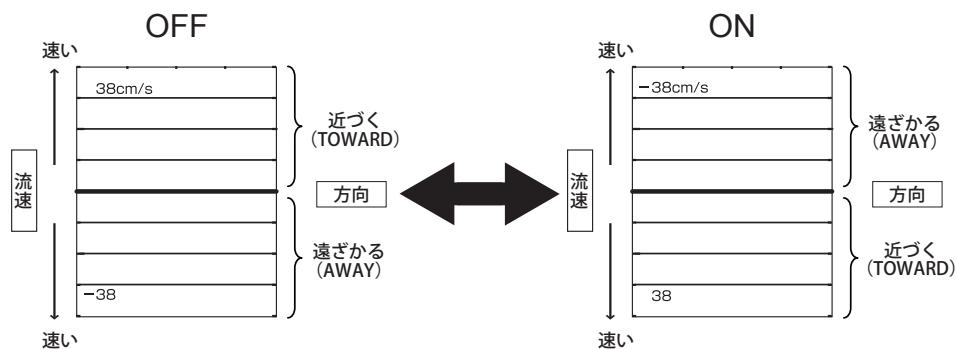 OFF
速い
38cm/s
近づく
（TOWARD）
流速
方向
遠ざかる
（AWAY）
−38
速い
ON
速い
−38cm/s
遠ざかる
（AWAY）
流速
方向
近づく
（TOWARD）
38
速い